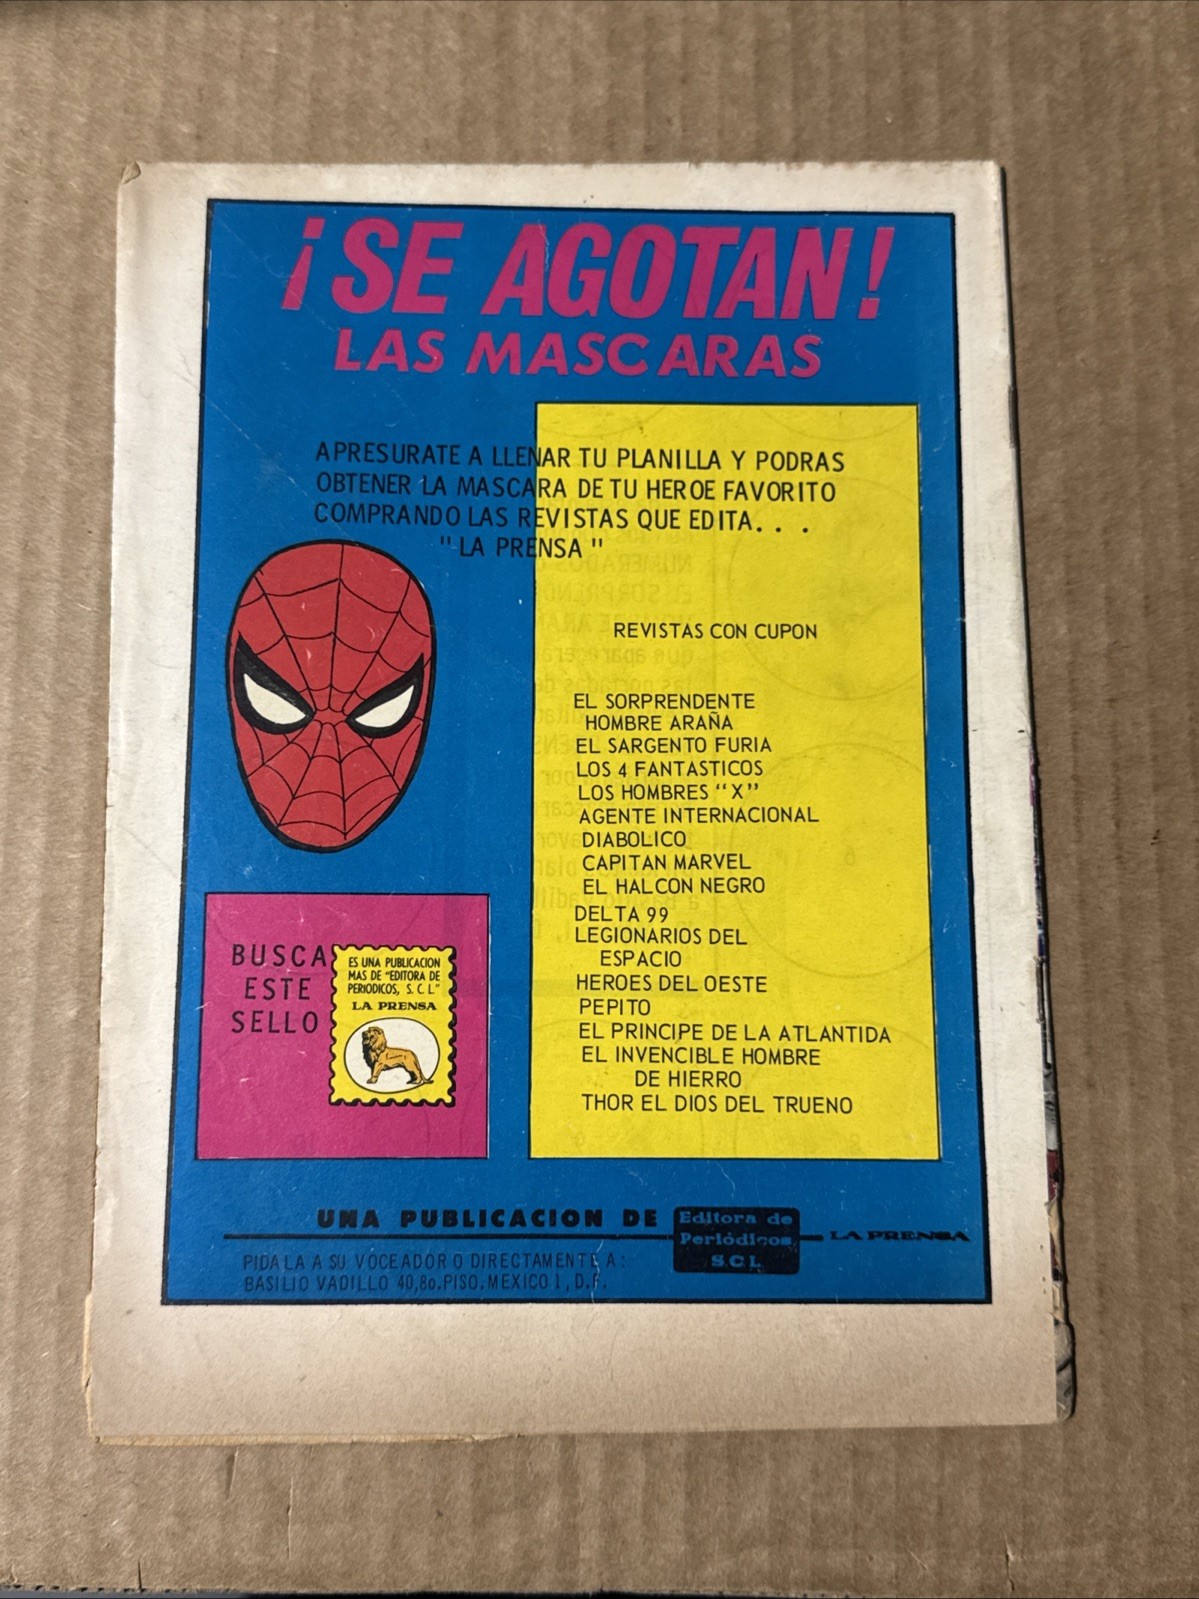 ¡SE AGOTAN!
LAS MASCARAS
APRESURATE A LLENAR TU PLANILLA Y PODRAS
OBTENER LA MASCARA DE TU HEROE FAVORITO
COMPRANDO LAS REVISTAS QUE EDITA. . .
"LA PRENSA"
REVISTAS CON CUPON
EL SORPRENDENTE
HOMBRE ARAÑA
EL SARGENTO FURIA
LOS 4 FANTASTICOS
LOS HOMBRES "X"
AGENTE INTERNACIONAL
DIABOLICO
CAPITAN MARVEL
EL HALCON NEGRO
DELTA 99
LEGIONARIOS DEL
ESPACIO
HEROES DEL OESTE
PEPITO
EL PRINCIPE DE LA ATLANTIDA
EL INVENCIBLE HOMBRE
DE HIERRO
THOR EL DIOS DEL TRUENO
BUSCA
ESTE
SELLO
ES UNA PUBLICACION
MAS DE "EDITORA DE
PERIODICOS, S. C L"
LA PRENSA
UNA PUBLICACION DE
Editora de
Periódicos,
S.C L
LA PRENSA
PIDALA A SU VOCEADOR O DIRECTAMENTE A:
BASILIO VADILLO 40,8o.PISO.MEXICO 1, D.F.